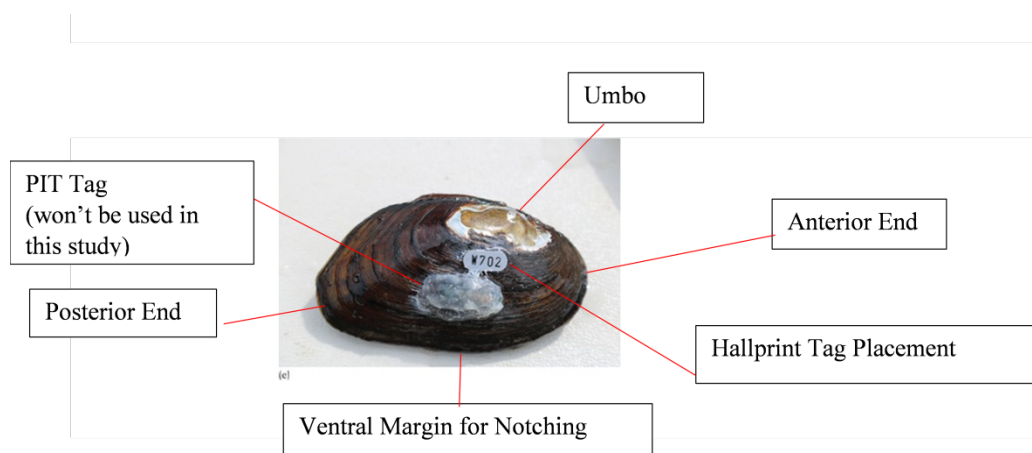 Umbo
PIT Tag
(won't be used in
this study)
Anterior End
W702
Posterior End
Hallprint Tag Placement
(c)
Ventral Margin for Notching